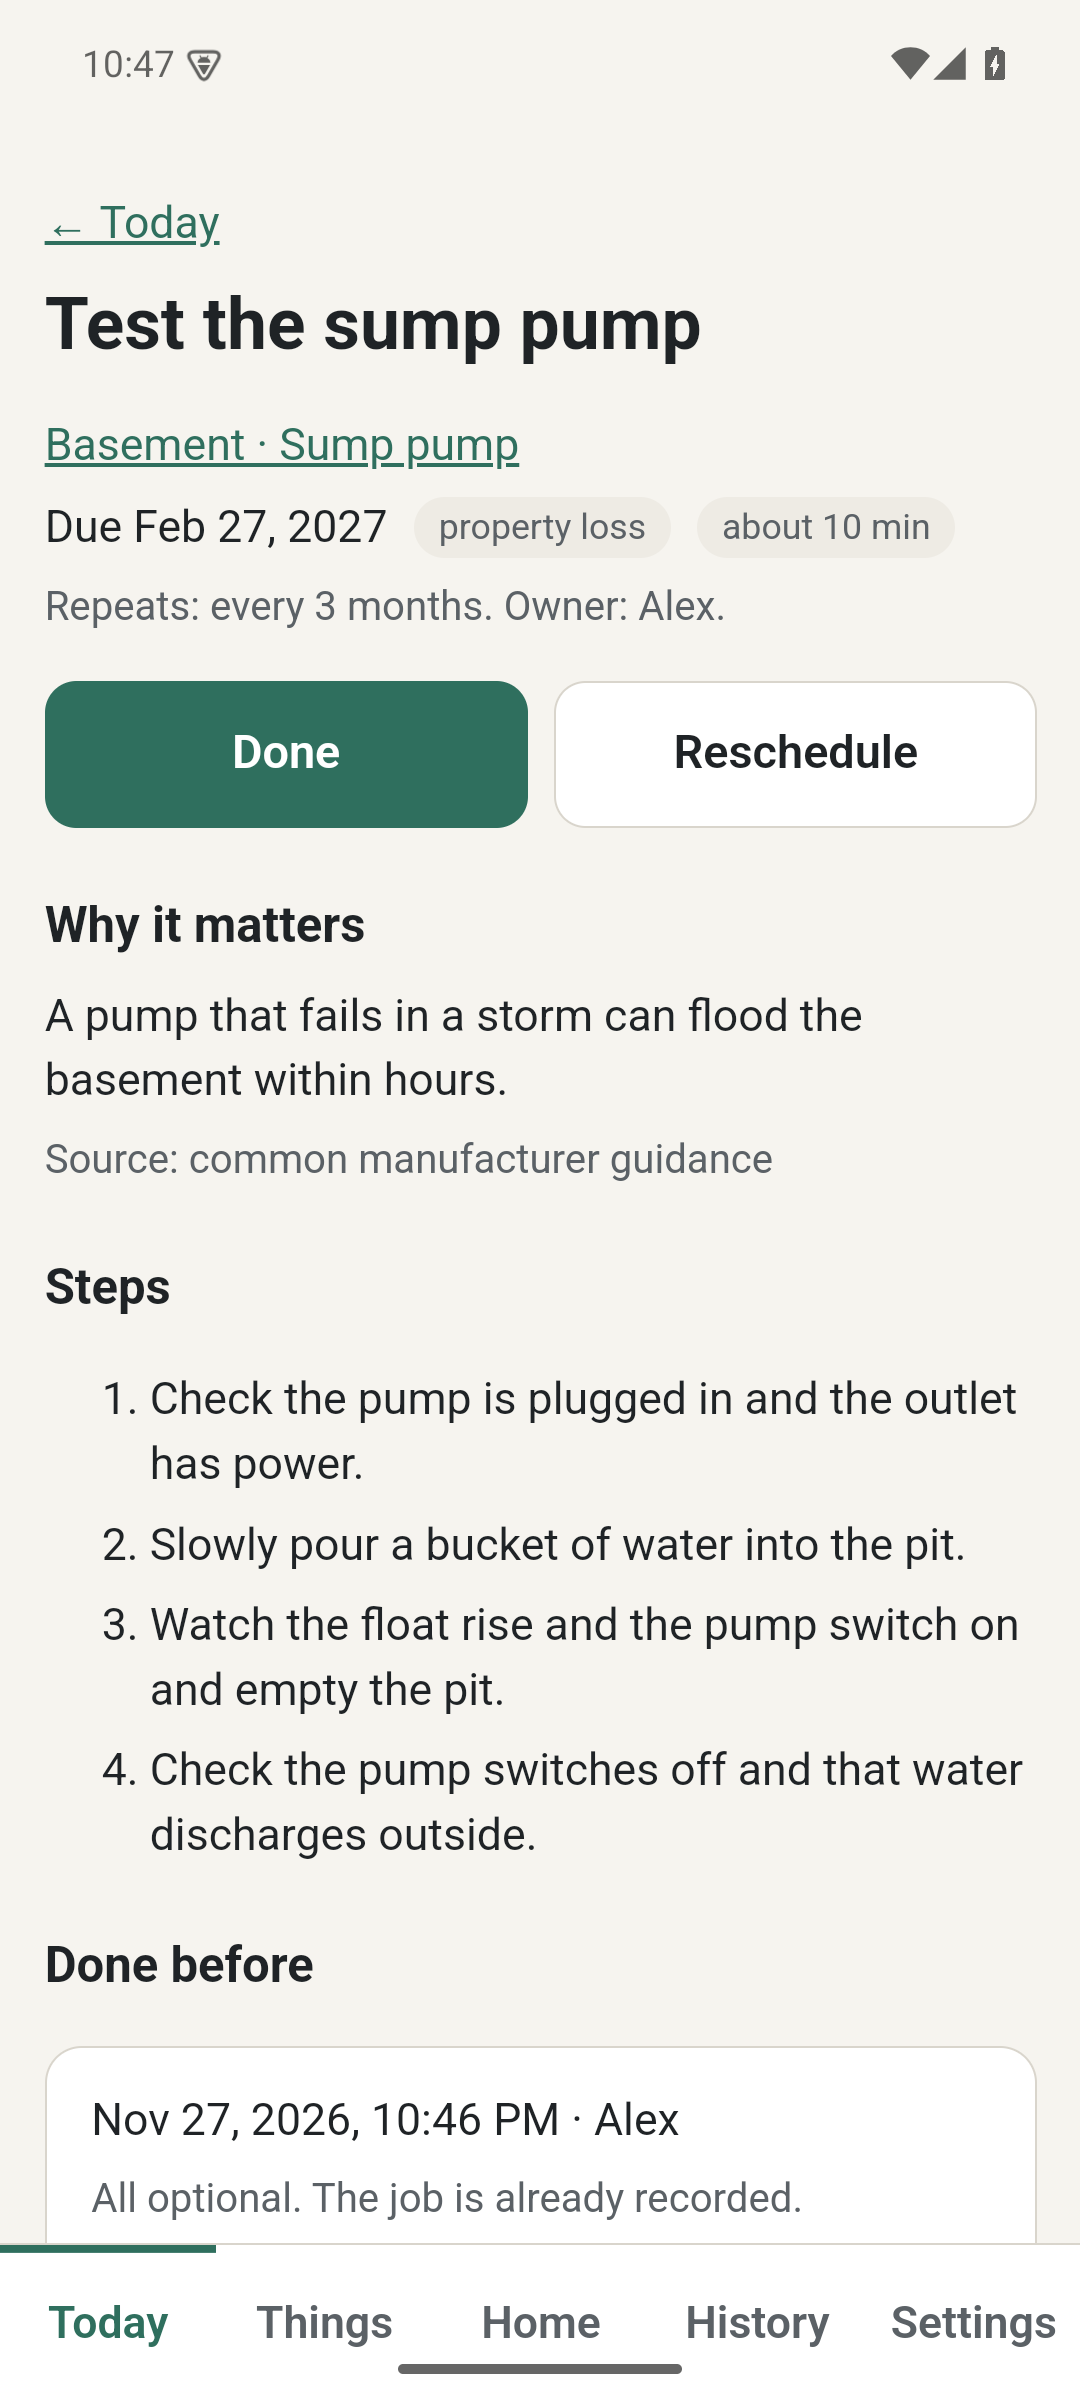 10:47
← Today
Test the sump pump
Basement · Sump pump
Due Feb 27, 2027 property loss about 10 min
Repeats: every 3 months. Owner: Alex.
Done Reschedule
Why it matters
A pump that fails in a storm can flood the
basement within hours.
Source: common manufacturer guidance
Steps
1. Check the pump is plugged in and the outlet
has power.
2. Slowly pour a bucket of water into the pit.
3. Watch the float rise and the pump switch on
and empty the pit.
4. Check the pump switches off and that water
discharges outside.
Done before
Nov 27, 2026, 10:46 PM · Alex
All optional. The job is already recorded.
Today Things Home History Settings